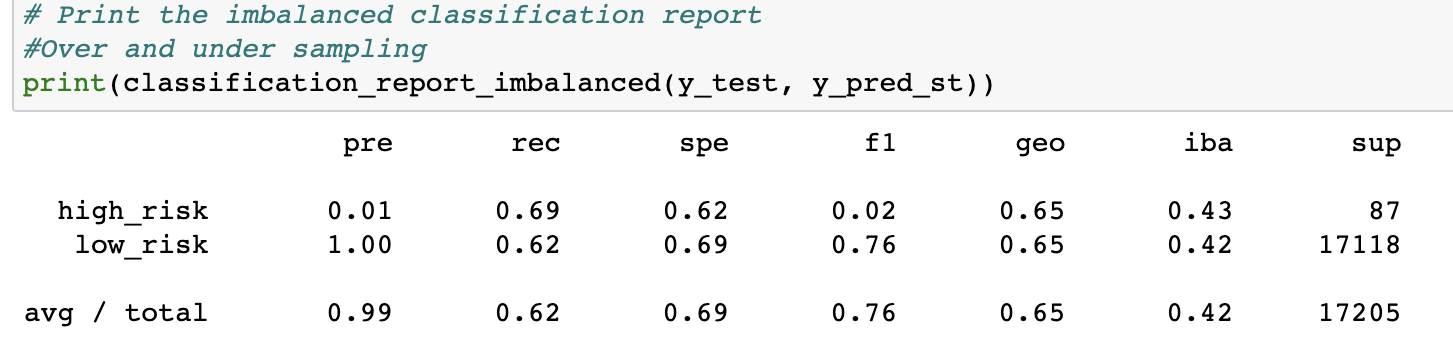 # Print the imbalanced classification report
#Over and under sampling
print(classification_report_imbalanced(y_test, y_pred_st))
pre rec spe f1 geo iba sup
high_risk 0.01 0.69 0.62 0.02 0.65 0.43 87
low_risk 1.00 0.62 0.69 0.76 0.65 0.42 17118
avg / total 0.99 0.62 0.69 0.76 0.65 0.42 17205